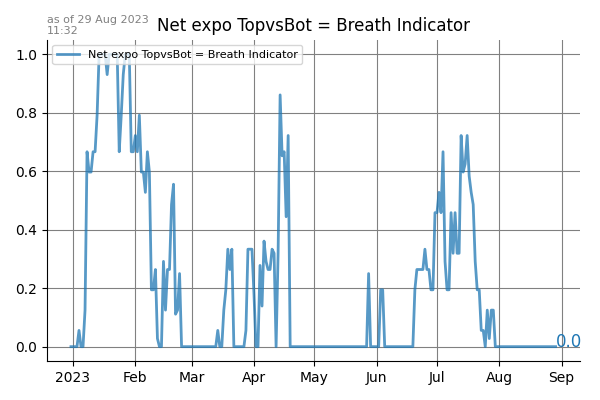 as of 29 Aug 2023
11:32
Net expo TopvsBot = Breath Indicator
Net expo TopvsBot = Breath Indicator
1.0
0.8
0.6
0.4
0.2
0.0
0.0
2023 Feb Mar Apr May Jun Jul Aug Sep